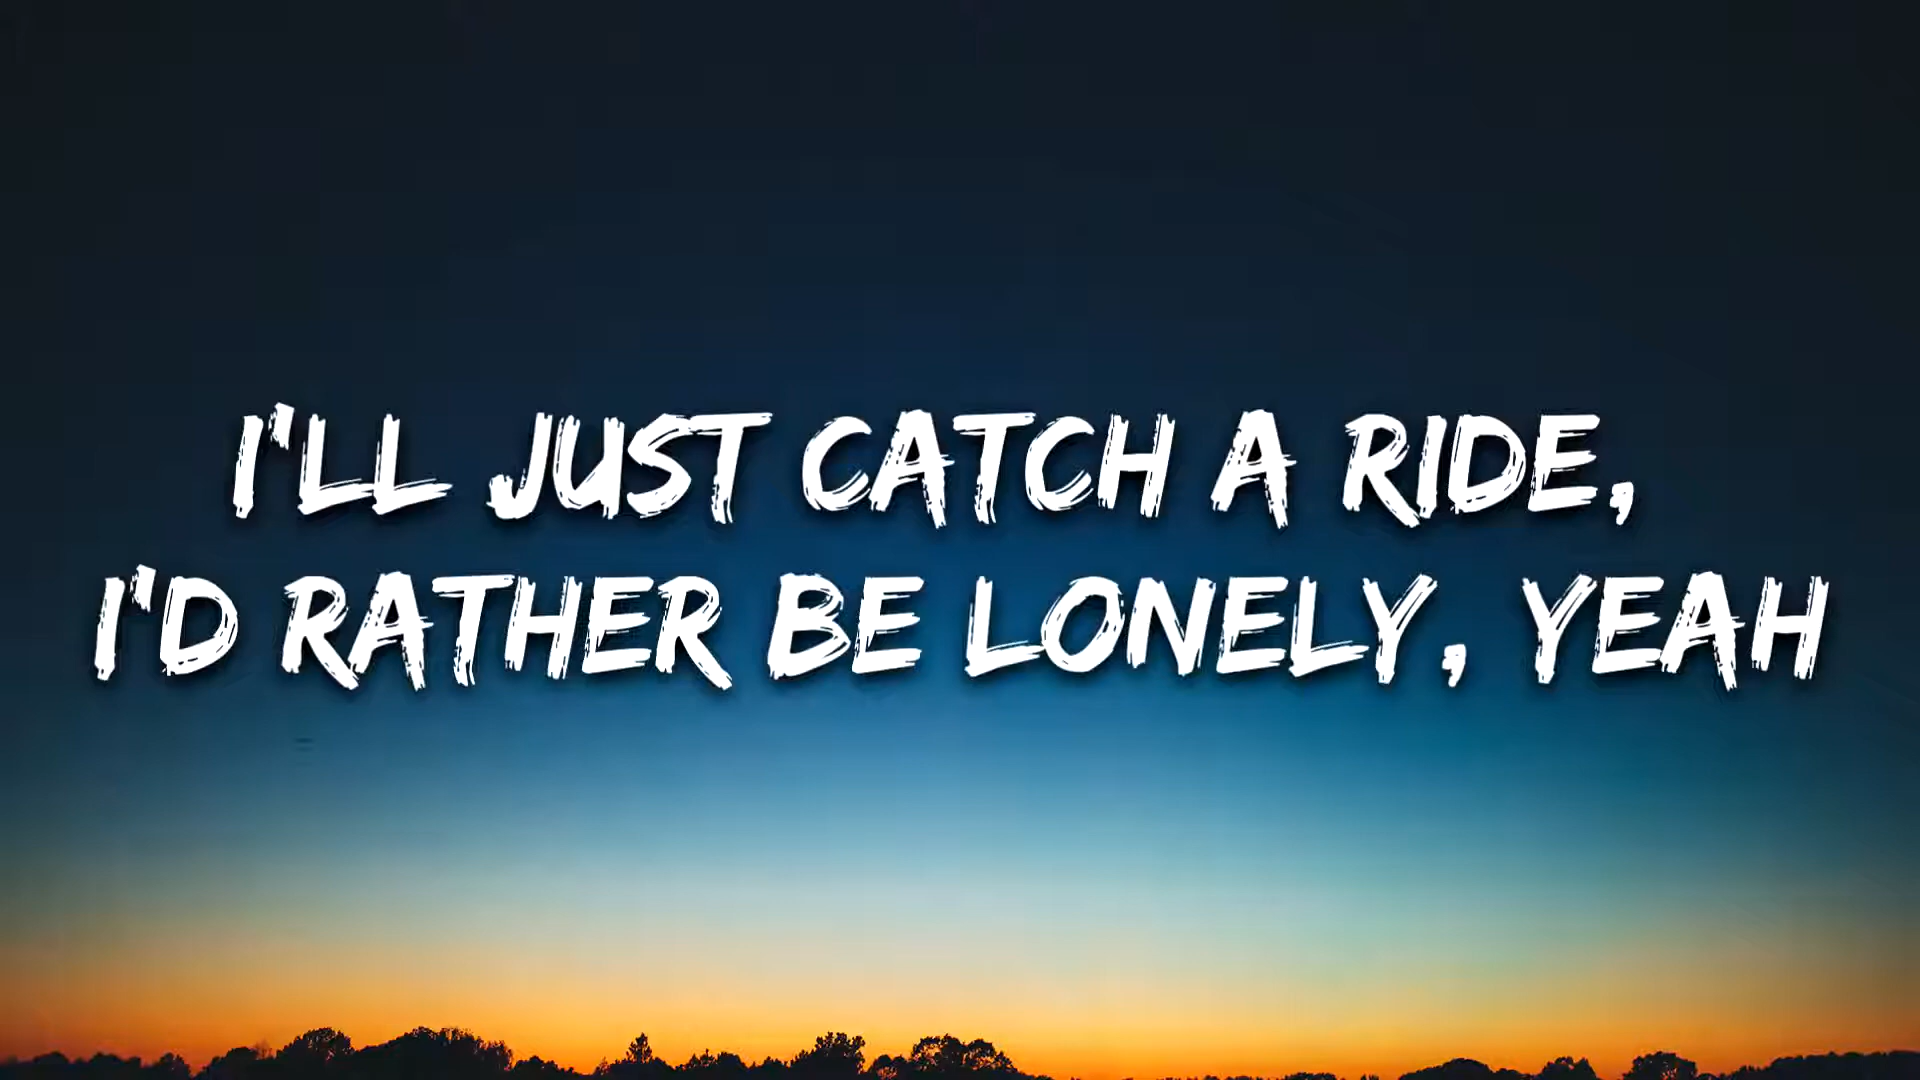 I'LL JUST CATCH A RIDE,
I'D RATHER BE LONELY, YEAH